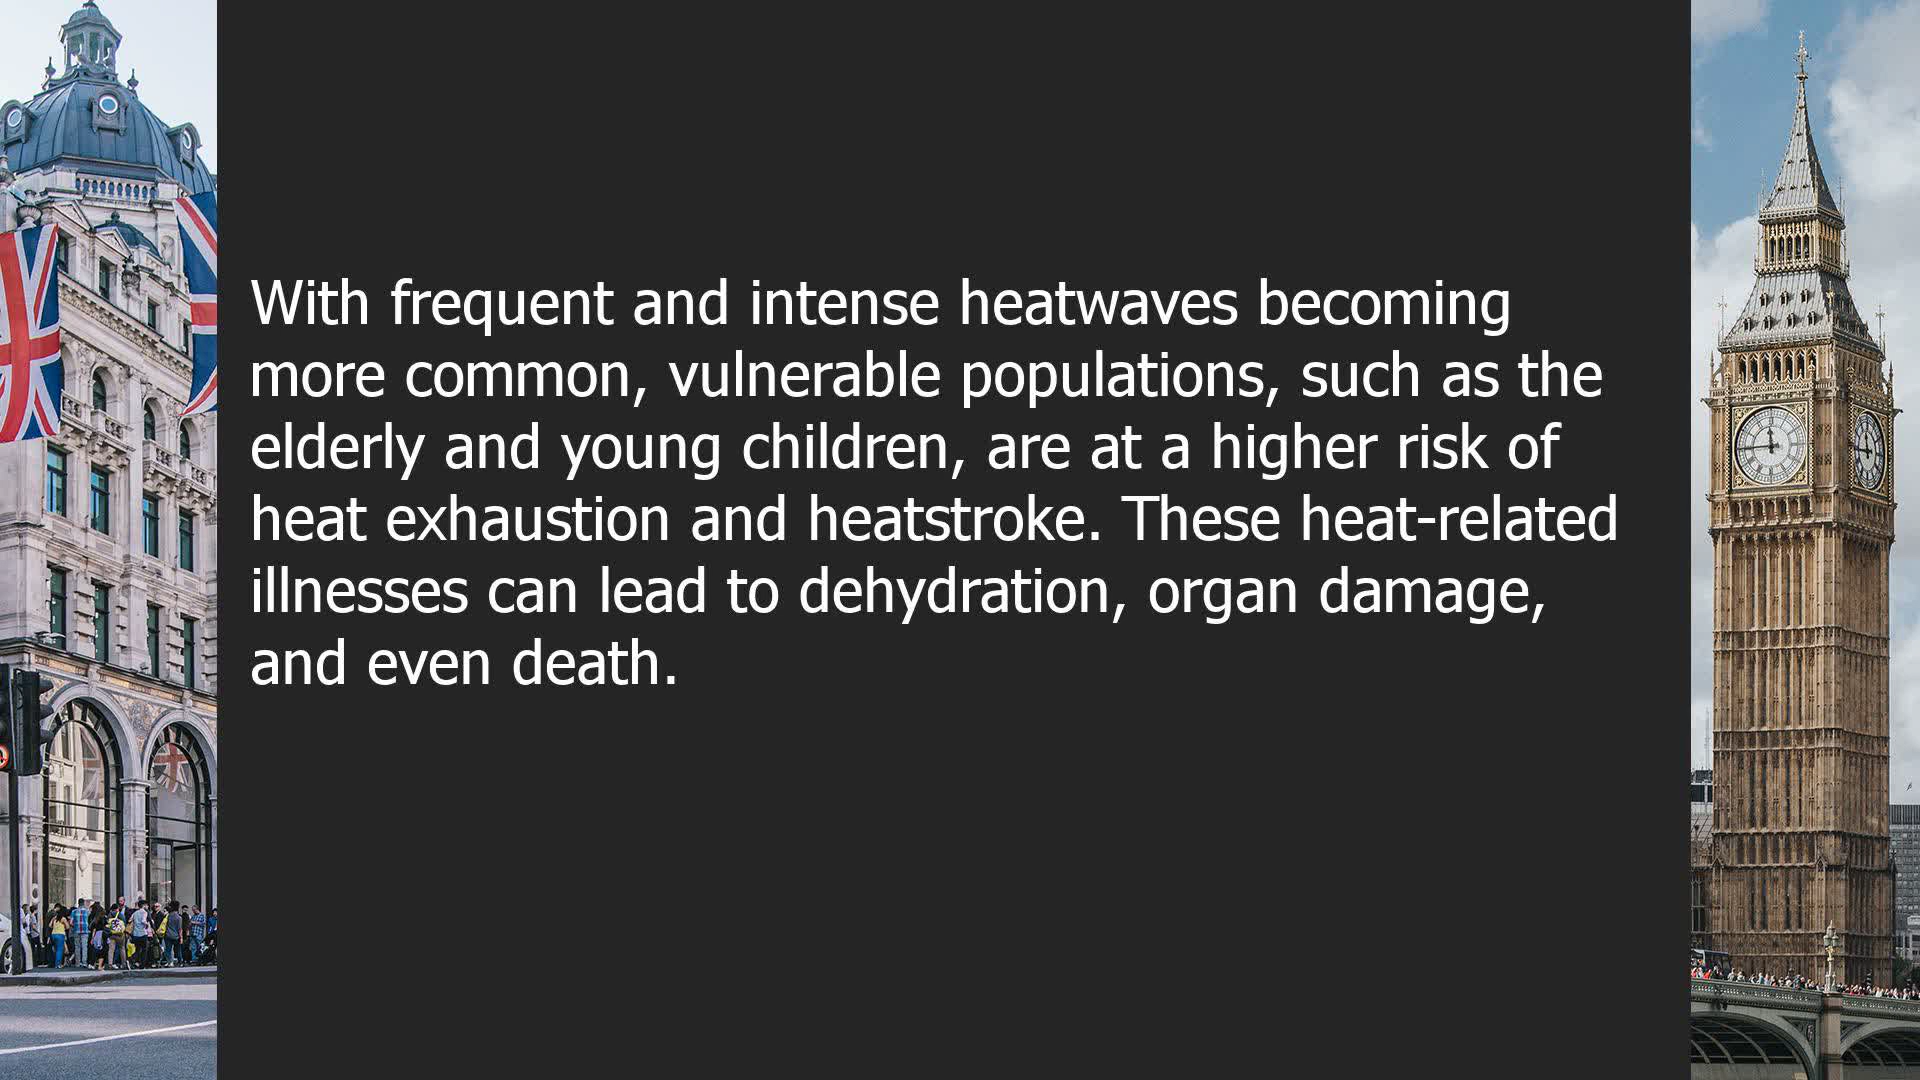 With frequent and intense heatwaves becoming
more common, vulnerable populations, such as the
elderly and young children, are at a higher risk of
heat exhaustion and heatstroke. These heat-related
illnesses can lead to dehydration, organ damage,
and even death.